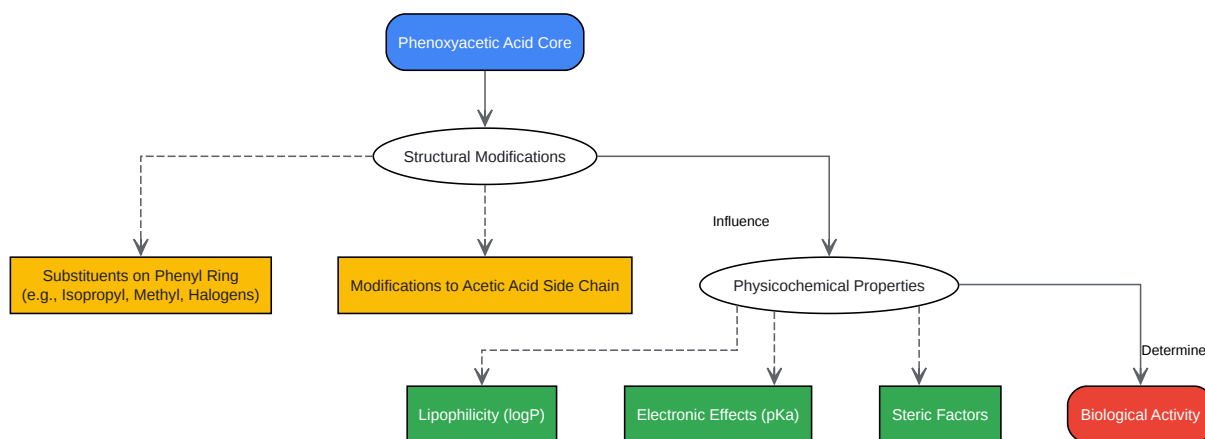 Phenoxyacetic Acid Core
Structural Modifications
Influence
Substituents on Phenyl Ring
(e.g., Isopropyl, Methyl, Halogens)
Modifications to Acetic Acid Side Chain
Physicochemical Properties
Determine
Lipophilicity (logP)
Electronic Effects (pKa)
Steric Factors
Biological Activity